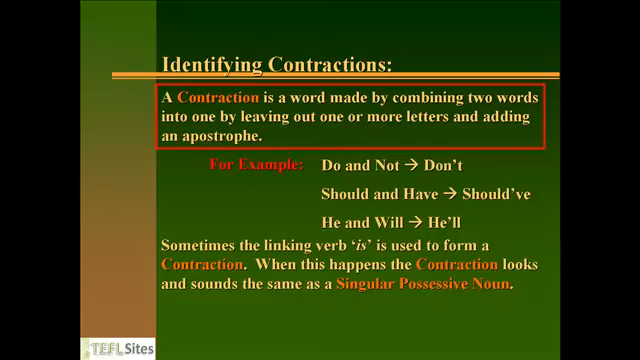 Identifying Contractions:
A Contraction is a word made by combining two words
into one by leaving out one or more letters and adding
an apostrophe.
For Example: Do and Not → Don't
Should and Have → Should've
He and Will → He'll
Sometimes the linking verb 'is' is used to form a
Contraction. When this happens the Contraction looks
and sounds the same as a Singular Possessive Noun.
TEFL Sites